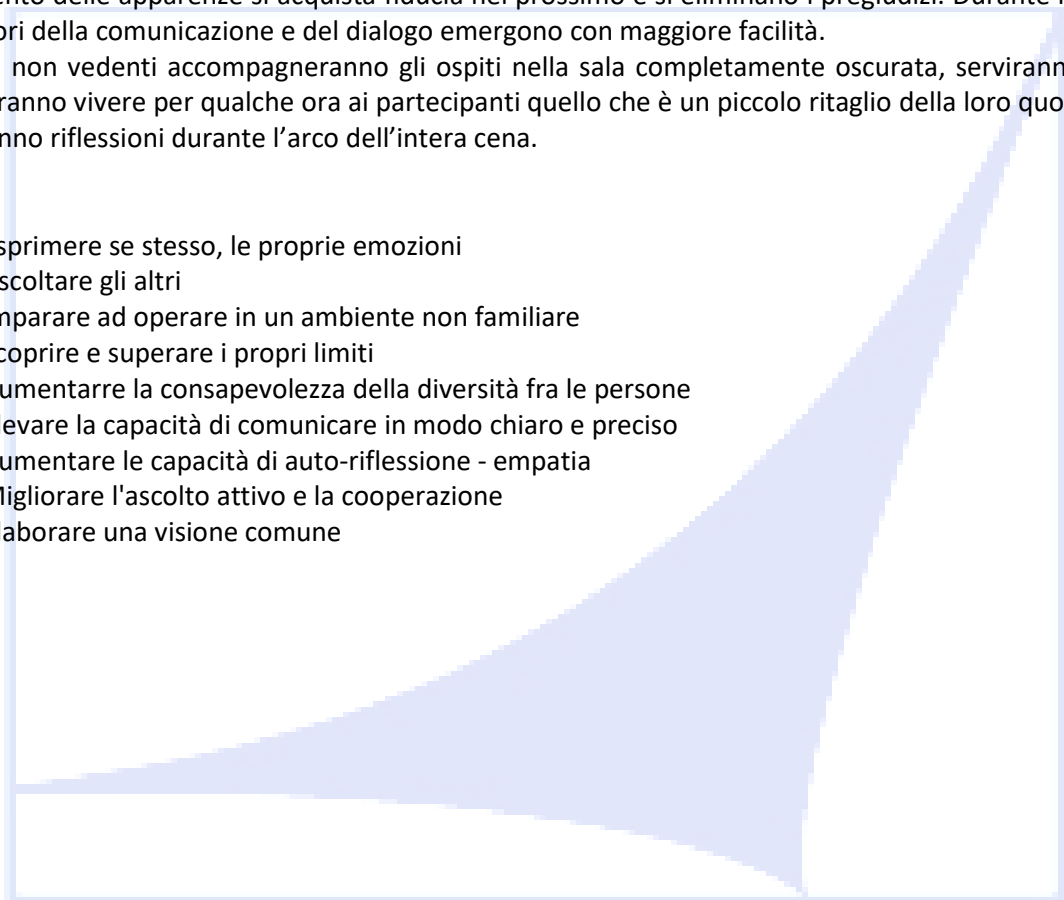 ento delle apparenze si acquista fiducia nel prossimo e si eliminano i pregiudizi. Durante
ori della comunicazione e del dialogo emergono con maggiore facilità.
non vedenti accompagneranno gli ospiti nella sala completamente oscurata, servirann
ranno vivere per qualche ora ai partecipanti quello che è un piccolo ritaglio della loro quo
nno riflessioni durante l’arco dell’intera cena.
sprimere se stesso, le proprie emozioni
scoltare gli altri
mparare ad operare in un ambiente non familiare
coprire e superare i propri limiti
umentarre la consapevolezza della diversità fra le persone
levare la capacità di comunicare in modo chiaro e preciso
umentare le capacità di auto-riflessione - empatia
Migliorare l'ascolto attivo e la cooperazione
laborare una visione comune